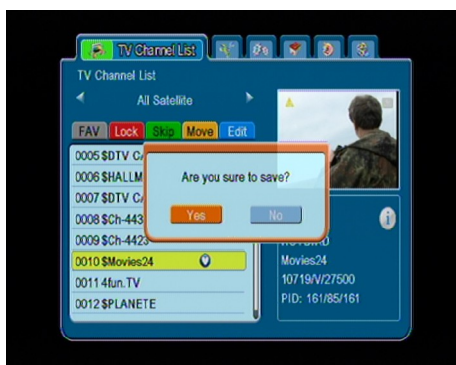 TV Channel List
TV Channel List
All Satellite
FAV Lock Skip Move Edit
0005 $DTV
0006 $HALLM
0007 $DTV
0008 $Ch-443
0009 $Ch-4423
0010 $Movies24
0011 4fun.TV
0012 $PLANETE
Are you sure to save?
Yes No
Movies24
10719/V/27500
PID: 161/85/161